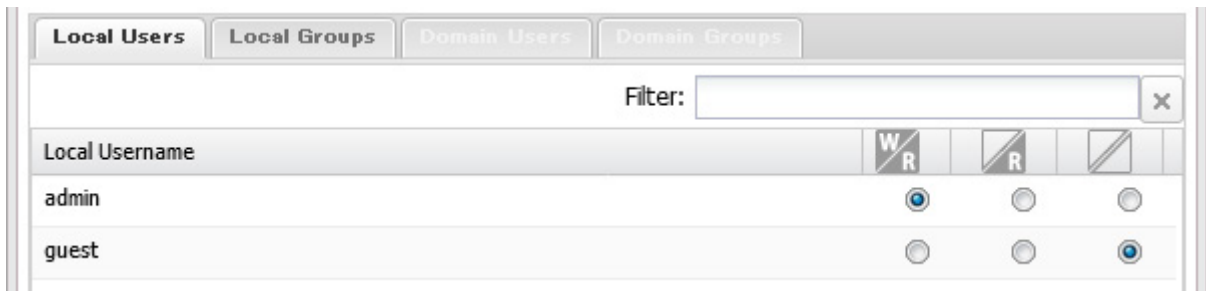 Local Users Local Groups Domain Users Domain Groups
Filter:
Local Username W/R R
admin
guest